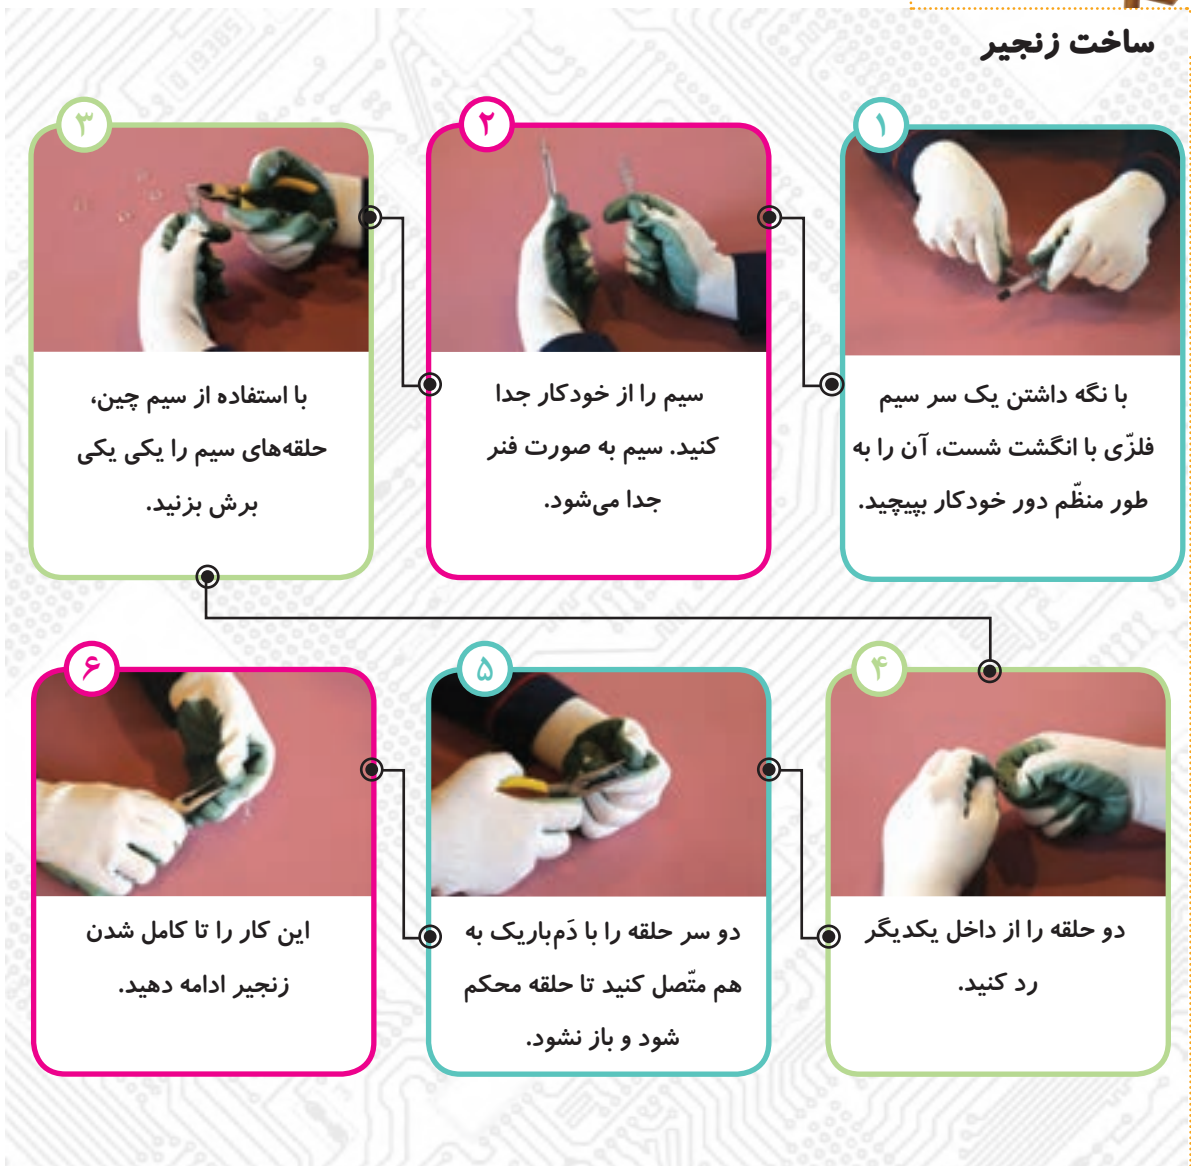 ساخت زنجیر
۱
با نگه داشتن یک سر سیم
فلزّی با انگشت شست، آن را به
طور منظّم دور خودکار بپیچید.
۲
سیم را از خودکار جدا
کنید. سیم به صورت فنر
جدا می‌شود.
۳
با استفاده از سیم چین،
حلقه‌های سیم را یکی یکی
برش بزنید.
۴
دو حلقه را از داخل یکدیگر
رد کنید.
۵
دو سر حلقه را با دَم‌باریک به
هم متّصل کنید تا حلقه محکم
شود و باز نشود.
۶
این کار را تا کامل شدن
زنجیر ادامه دهید.